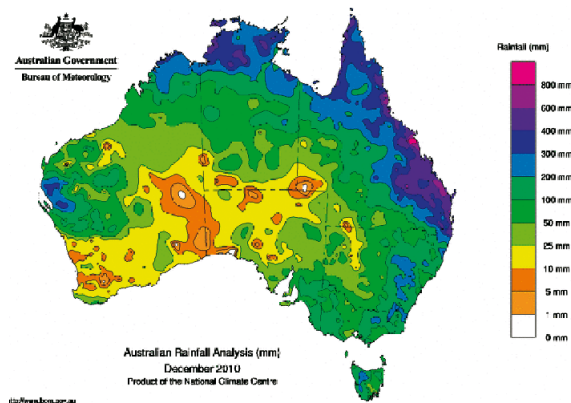 Australian Government
Bureau of Meteorology
Rainfall (mm)
800 mm
600 mm
400 mm
300 mm
200 mm
100 mm
50 mm
25 mm
10 mm
5 mm
1 mm
0 mm
Australian Rainfall Analysis (mm)
December 2010
Product of the National Climate Centre